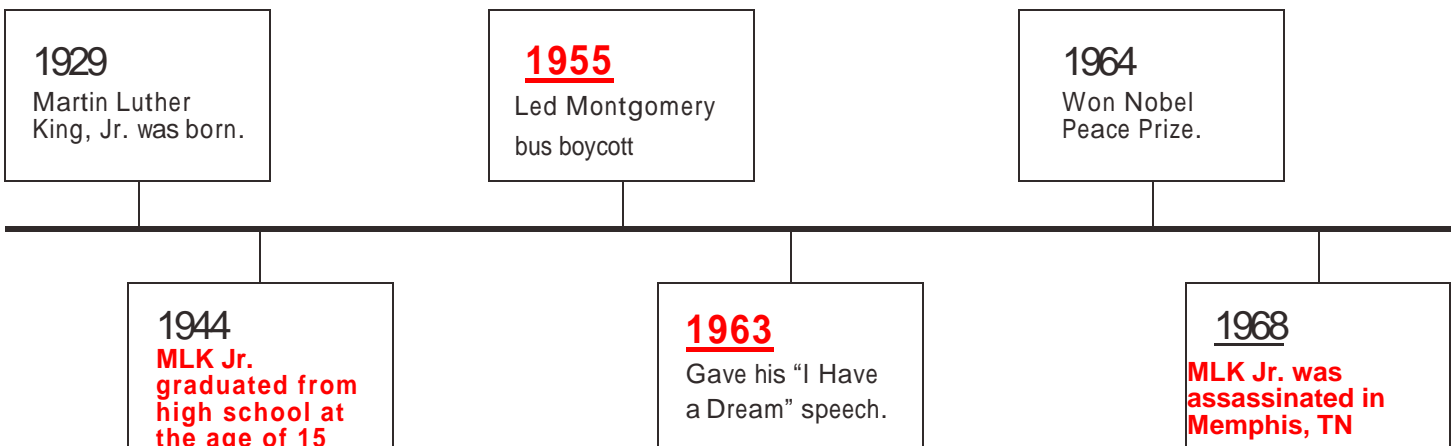 1929
Martin Luther
King, Jr. was born.
1955
Led Montgomery
bus boycott
1964
Won Nobel
Peace Prize.
1944
MLK Jr.
graduated from
high school at
the age of 15
1963
Gave his “I Have
a Dream” speech.
1968
MLK Jr. was
assassinated in
Memphis, TN